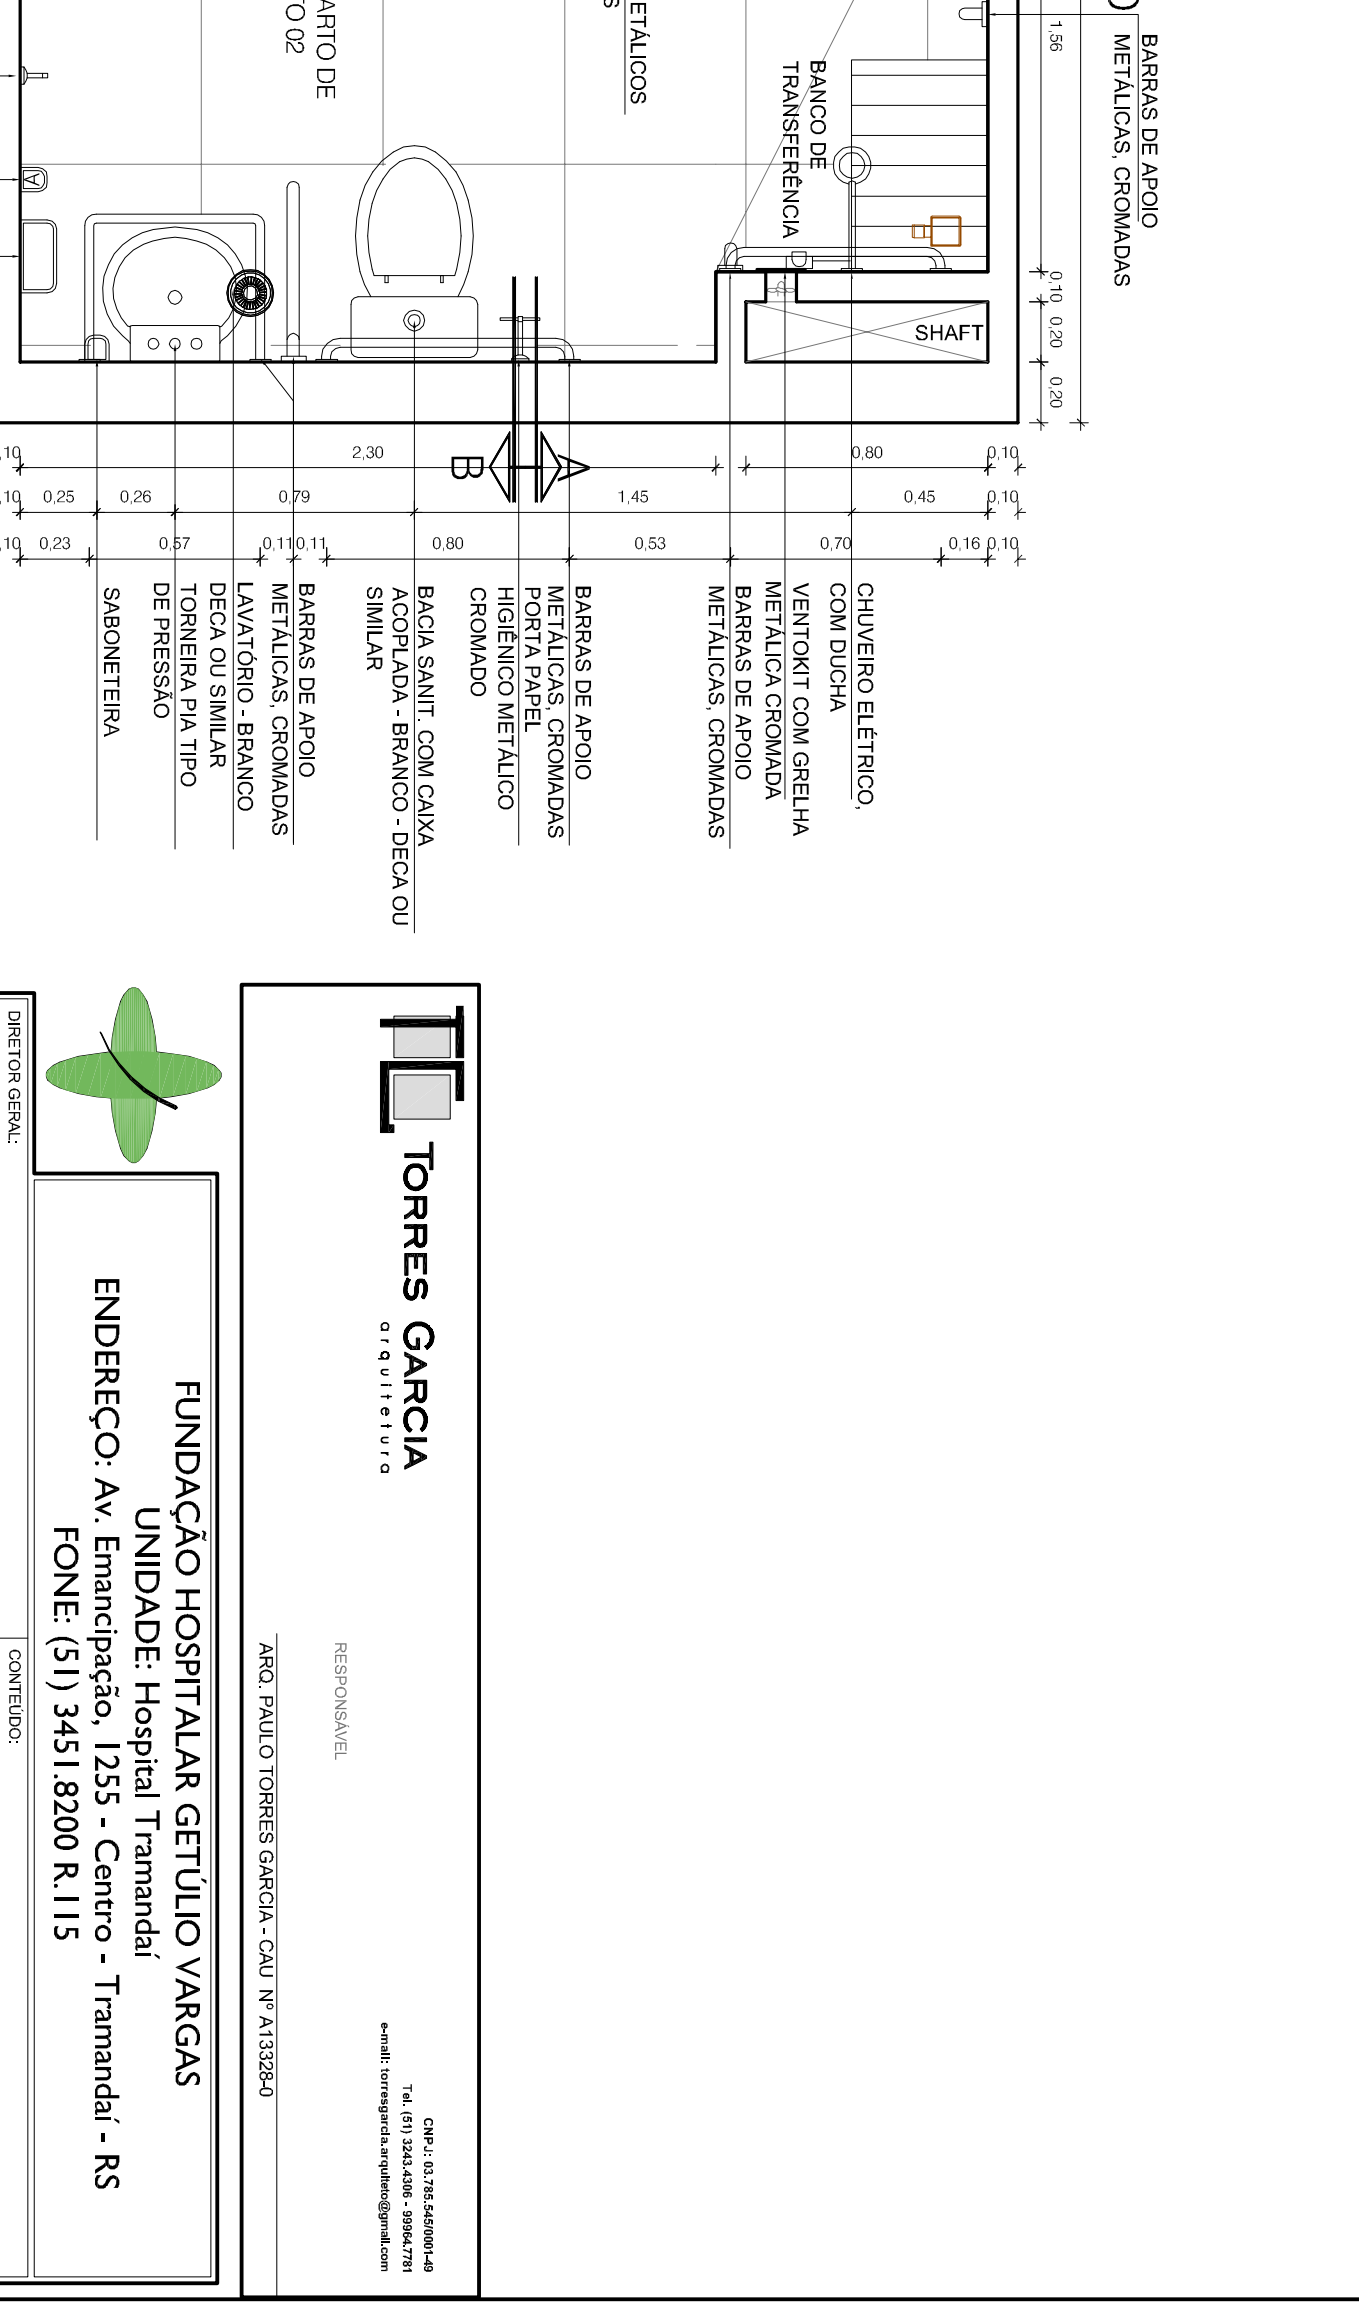 BARRAS DE APOIO
METÁLICAS, CROMADAS
1,56
0,10
0,20
0,20
ETÁLICOS
S
ARTO DE
O 02
BANCO DE
TRANSFERÊNCIA
SHAFT
A
2,30
0,80
0,10
B
A
,10
,10
0,25
0,26
0,79
1,45
0,45
0,10
,10
0,23
0,57
0,11
0,11
0,80
0,53
0,70
0,16
0,10
CHUVEIRO ELÉTRICO,
COM DUCHA
VENTOKIT COM GRELHA
METÁLICA CROMADA
BARRAS DE APOIO
METÁLICAS, CROMADAS
BARRAS DE APOIO
METÁLICAS, CROMADAS
PORTA PAPEL
HIGIÊNICO METÁLICO
CROMADO
BACIA SANIT. COM CAIXA
ACOPLADA - BRANCO - DECA OU
SIMILAR
BARRAS DE APOIO
METÁLICAS, CROMADAS
LAVATÓRIO - BRANCO
DECA OU SIMILAR
TORNEIRA PIA TIPO
DE PRESSÃO
SABONETEIRA
TORRES GARCIA
arquitetura
CNPJ: 03.785.545/0001-49
Tel. (51) 3243.4306 - 99964.7781
e-mail: torresgarcia.arquiteto@gmail.com
RESPONSÁVEL
ARQ. PAULO TORRES GARCIA - CAU Nº A13328-0
FUNDAÇÃO HOSPITALAR GETÚLIO VARGAS
UNIDADE: Hospital Tramandaí
ENDEREÇO: Av. Emancipação, 1255 - Centro - Tramandaí - RS
FONE: (51) 3451.8200 R.115
DIRETOR GERAL:
CONTEÚDO: